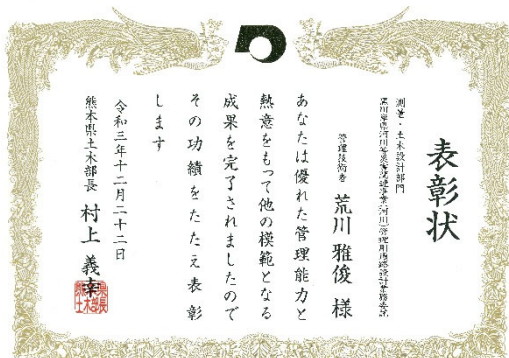 表彰状
測量・土木設計部門
管理技術者 荒川 雅俊 様
あなたは優れた管理能力と
熱意をもって他の模範となる
成果を完了されましたので
その功績をたたえ表彰
します
令和三年十二月二十二日
熊本県土木部長 村上 義幸